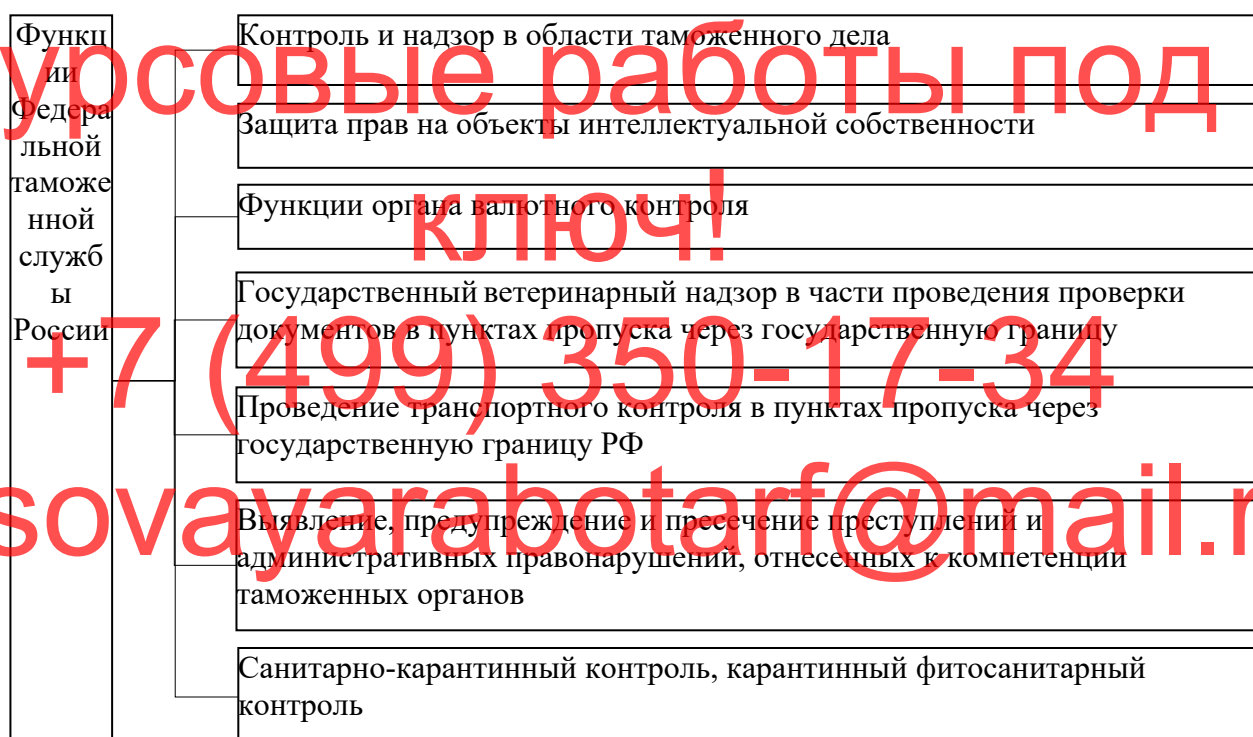 Функц
ии
Федера
льной
таможе
нной
служб
ы
России
Контроль и надзор в области таможенного дела
Защита прав на объекты интеллектуальной собственности
Функции органа валютного контроля
Государственный ветеринарный надзор в части проведения проверки
документов в пунктах пропуска через государственную границу
Проведение транспортного контроля в пунктах пропуска через
государственную границу РФ
Выявление, предупреждение и пресечение преступлений и
административных правонарушений, отнесенных к компетенции
таможенных органов
Санитарно-карантинный контроль, карантинный фитосанитарный
контроль
урсовые работы под
ключ!
+7 (499) 350-17-34
sovayarabotarf@mail.r